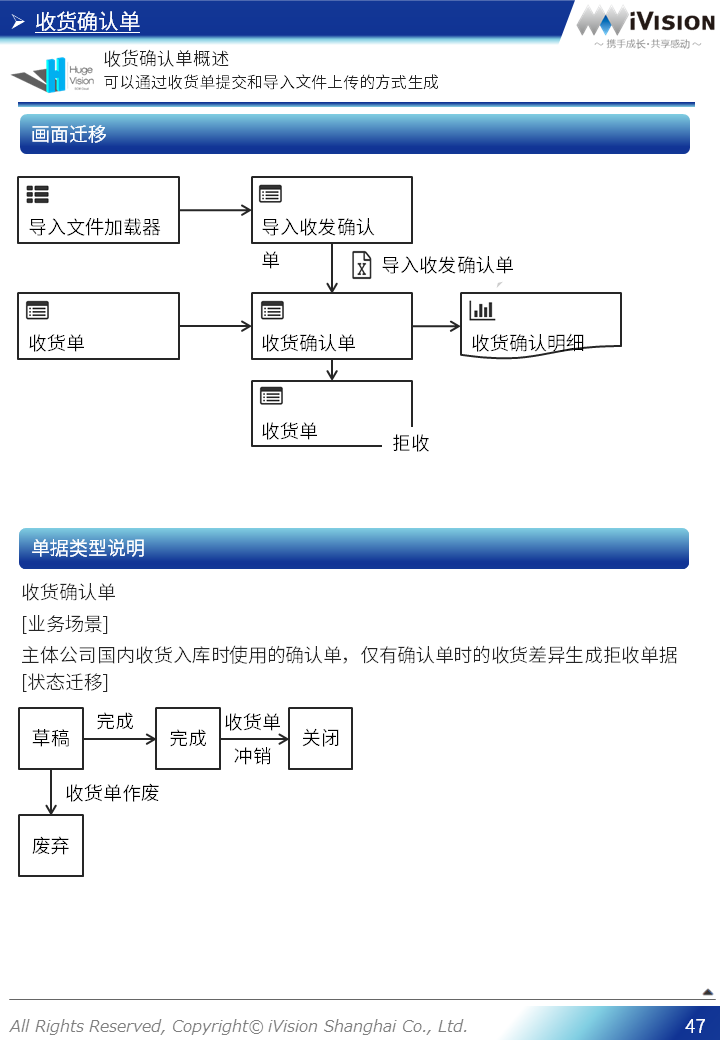 收货确认单
iVision
～携手成长·共享感动～
Huge
Vision
收货确认单概述
可以通过收货单提交和导入文件上传的方式生成
画面迁移
导入文件加载器
导入收发确认
单
导入收发确认单
收货单
收货确认单
收货确认明细
收货单
拒收
单据类型说明
收货确认单
[业务场景]
主体公司国内收货入库时使用的确认单，仅有确认单时的收货差异生成拒收单据
[状态迁移]
草稿
完成
完成
收货单
冲销
关闭
收货单作废
废弃
All Rights Reserved, Copyright© iVision Shanghai Co., Ltd.
47